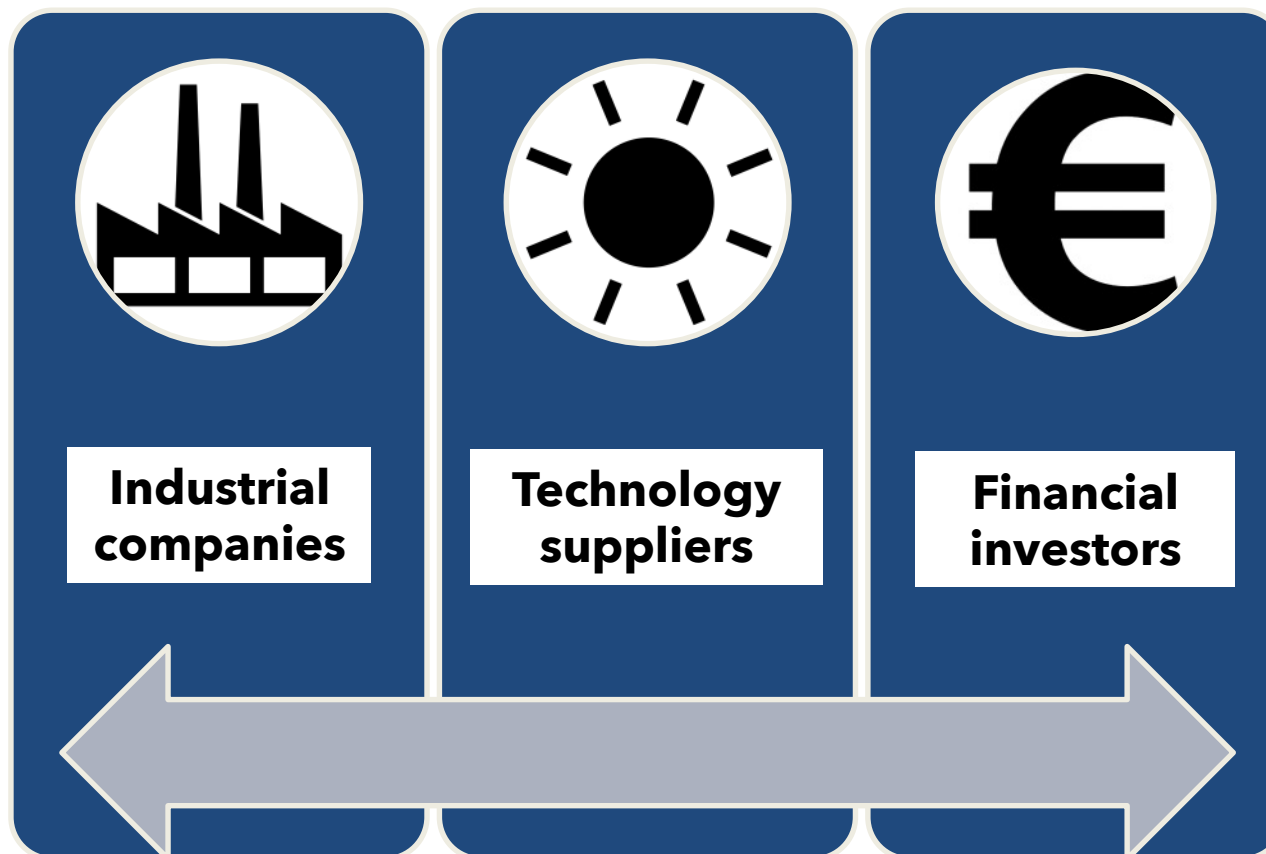 Industrial
companies
Technology
suppliers
Financial
investors